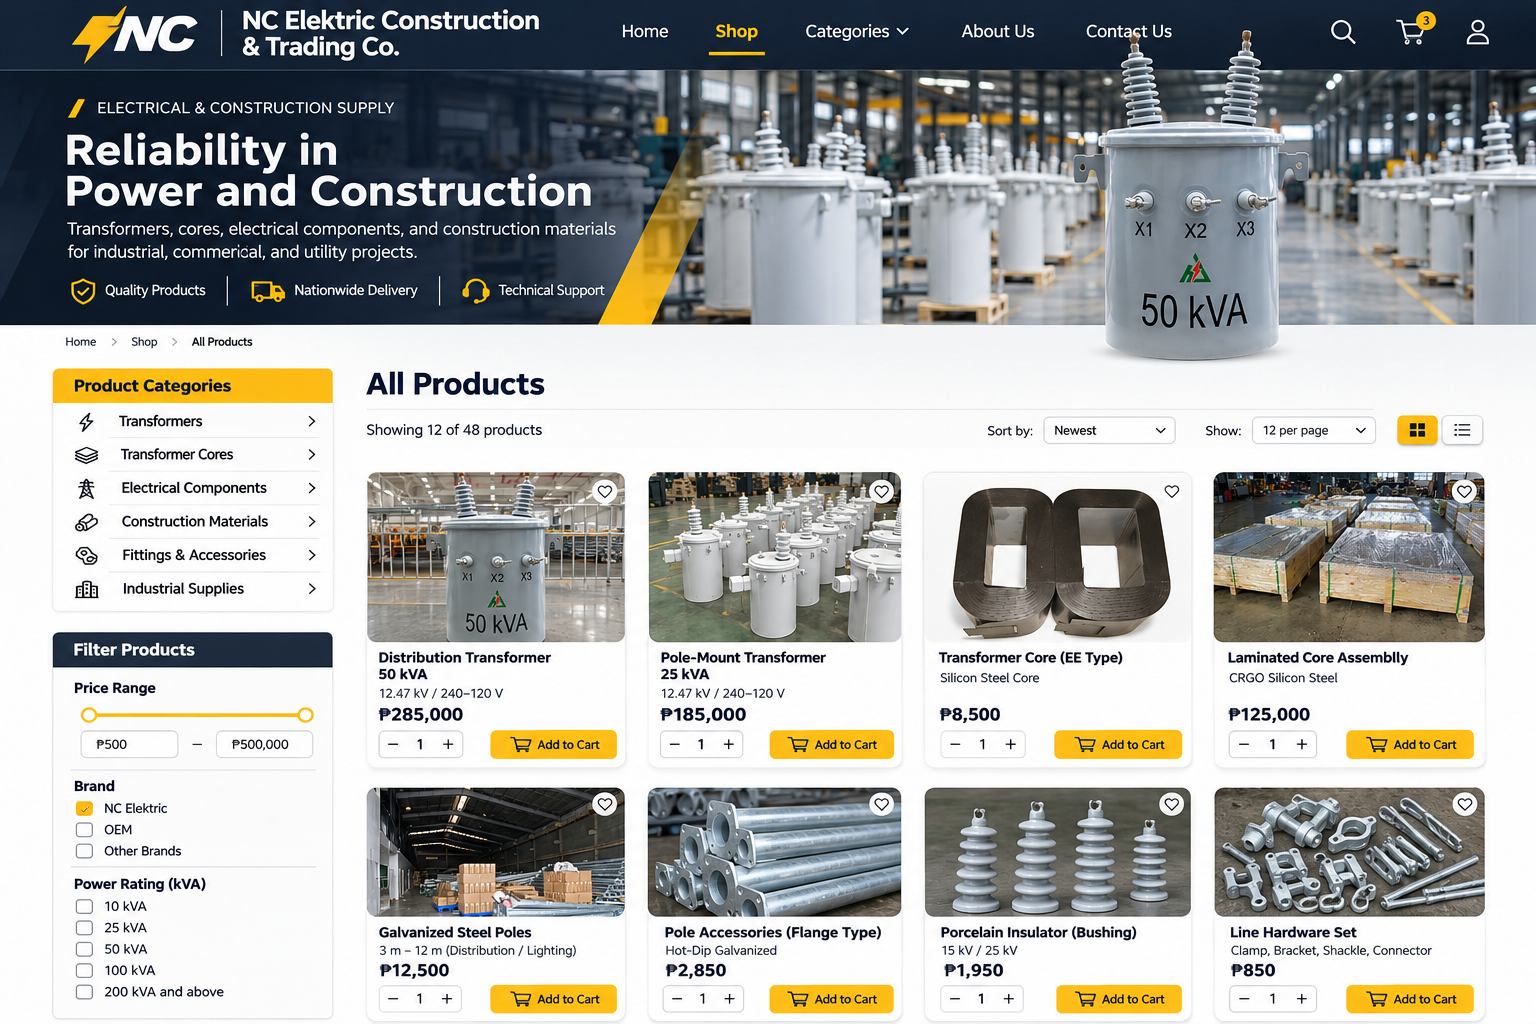 NC
NC Elektric Construction
& Trading Co.
Home
Shop
Categories
About Us
Contact Us
3
ELECTRICAL & CONSTRUCTION SUPPLY
Reliability in
Power and Construction
Transformers, cores, electrical components, and construction materials
for industrial, commerical, and utility projects.
Quality Products
Nationwide Delivery
Technical Support
X1 X2 X3
50 kVA
Home > Shop > All Products
Product Categories
Transformers
Transformer Cores
Electrical Components
Construction Materials
Fittings & Accessories
Industrial Supplies
Filter Products
Price Range
₱500 – ₱500,000
Brand
NC Elektric
OEM
Other Brands
Power Rating (kVA)
10 kVA
25 kVA
50 kVA
100 kVA
200 kVA and above
All Products
Showing 12 of 48 products
Sort by: Newest
Show: 12 per page
X1 X2 X3
50 kVA
Distribution Transformer
50 kVA
12.47 kV / 240–120 V
₱285,000
− 1 + Add to Cart
Pole-Mount Transformer
25 kVA
12.47 kV / 240–120 V
₱185,000
− 1 + Add to Cart
Transformer Core (EE Type)
Silicon Steel Core
₱8,500
− 1 + Add to Cart
Laminated Core Assemblly
CRGO Silicon Steel
₱125,000
− 1 + Add to Cart
Galvanized Steel Poles
3 m – 12 m (Distribution / Lighting)
₱12,500
− 1 + Add to Cart
Pole Accessories (Flange Type)
Hot-Dip Galvanized
₱2,850
− 1 + Add to Cart
Porcelain Insulator (Bushing)
15 kV / 25 kV
₱1,950
− 1 + Add to Cart
Line Hardware Set
Clamp, Bracket, Shackle, Connector
₱850
− 1 + Add to Cart